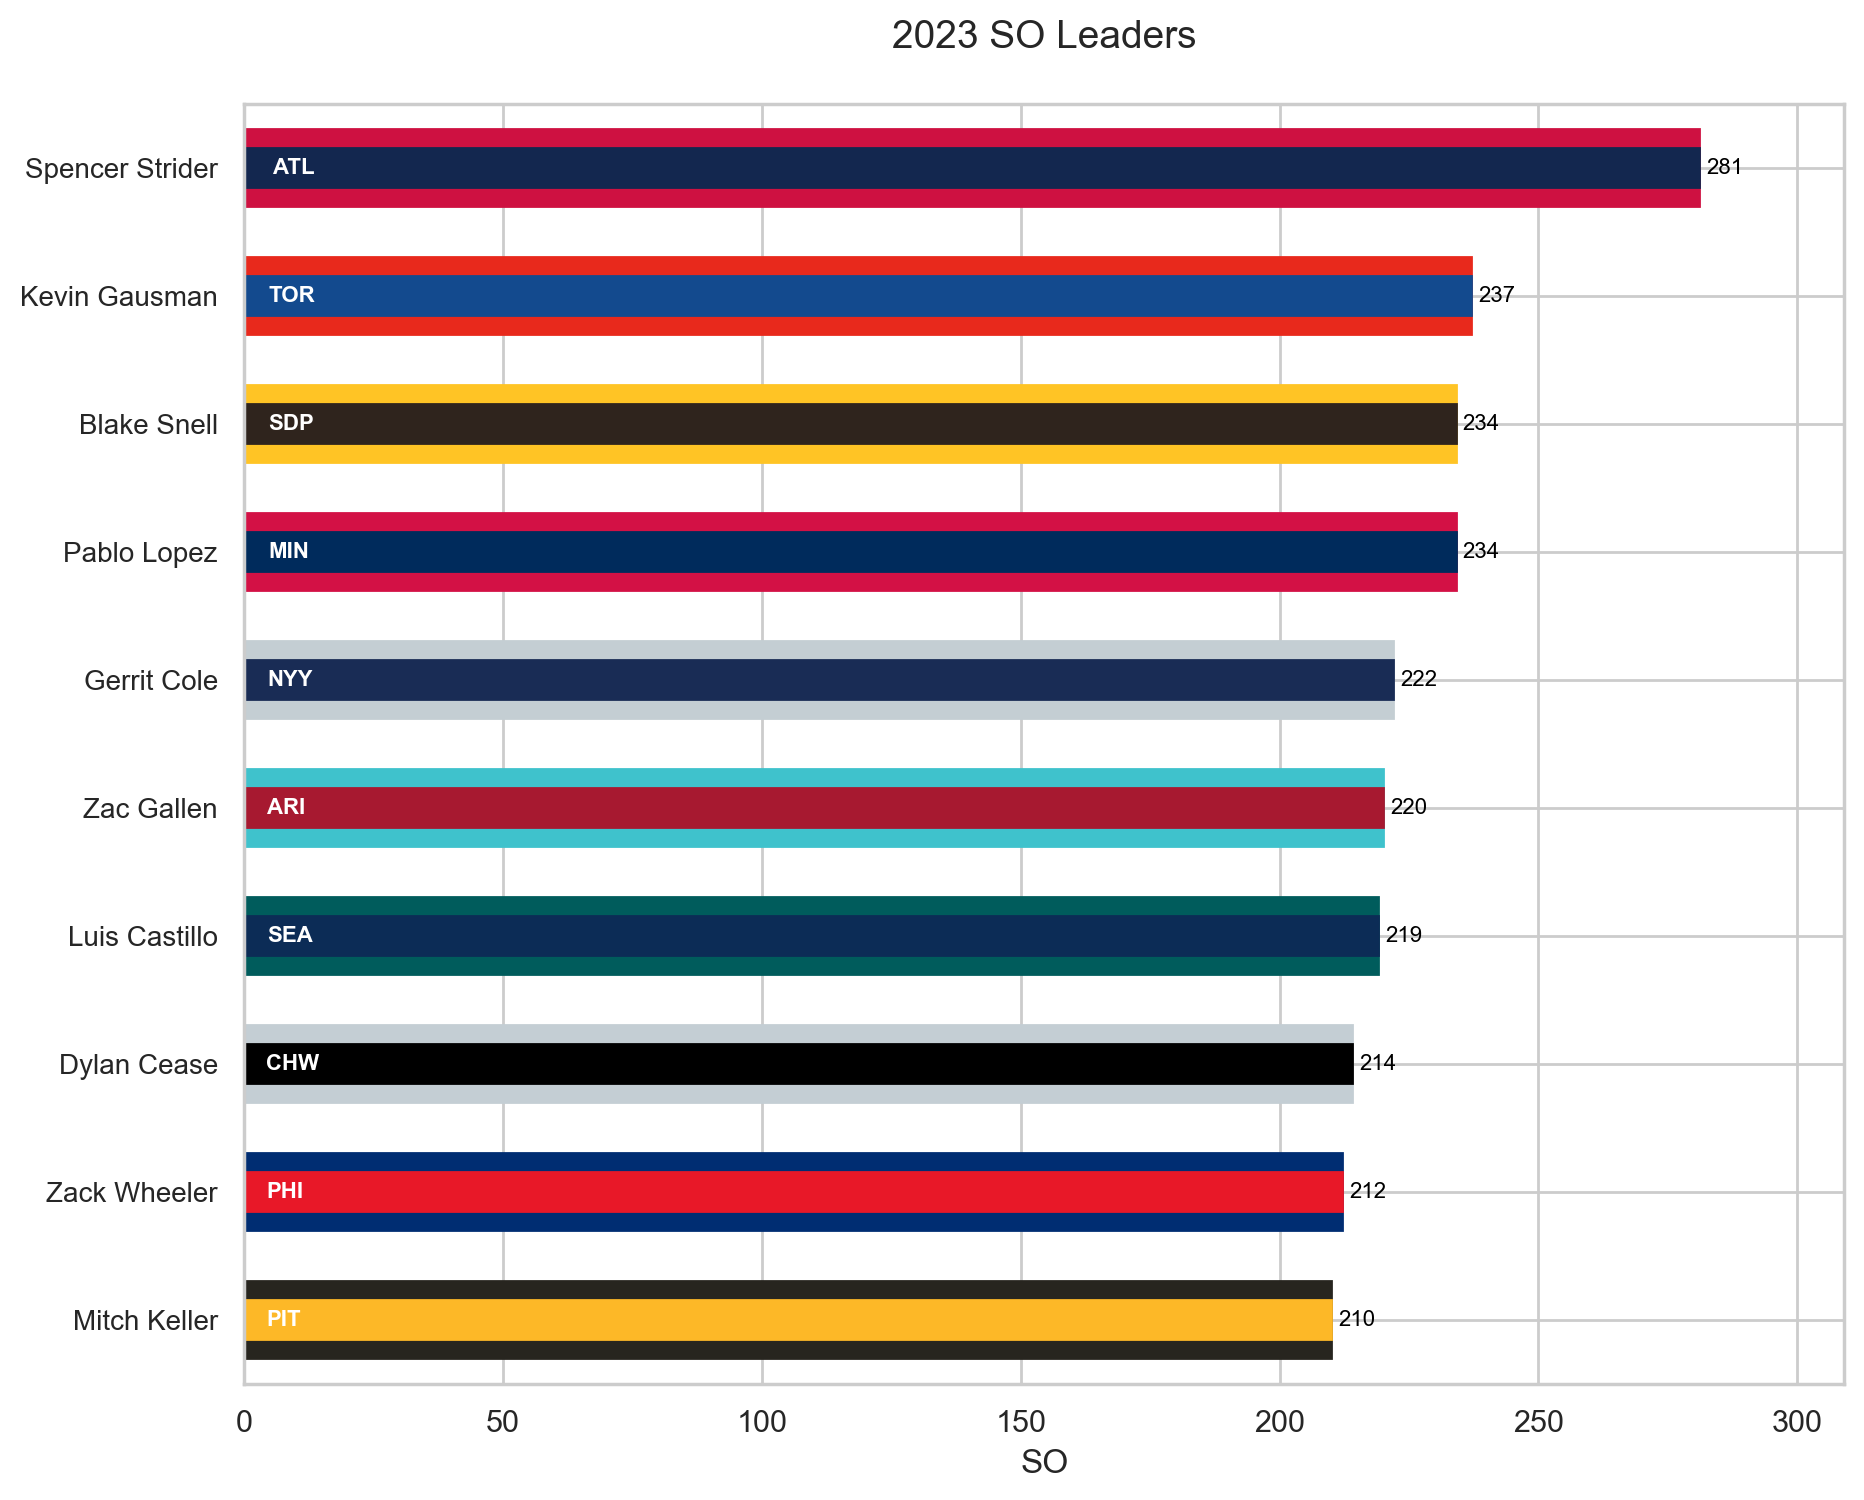 2023 SO Leaders
Spencer Strider ATL 281
Kevin Gausman TOR 237
Blake Snell SDP 234
Pablo Lopez MIN 234
Gerrit Cole NYY 222
Zac Gallen ARI 220
Luis Castillo SEA 219
Dylan Cease CHW 214
Zack Wheeler PHI 212
Mitch Keller PIT 210
0 50 100 150 200 250 300
SO